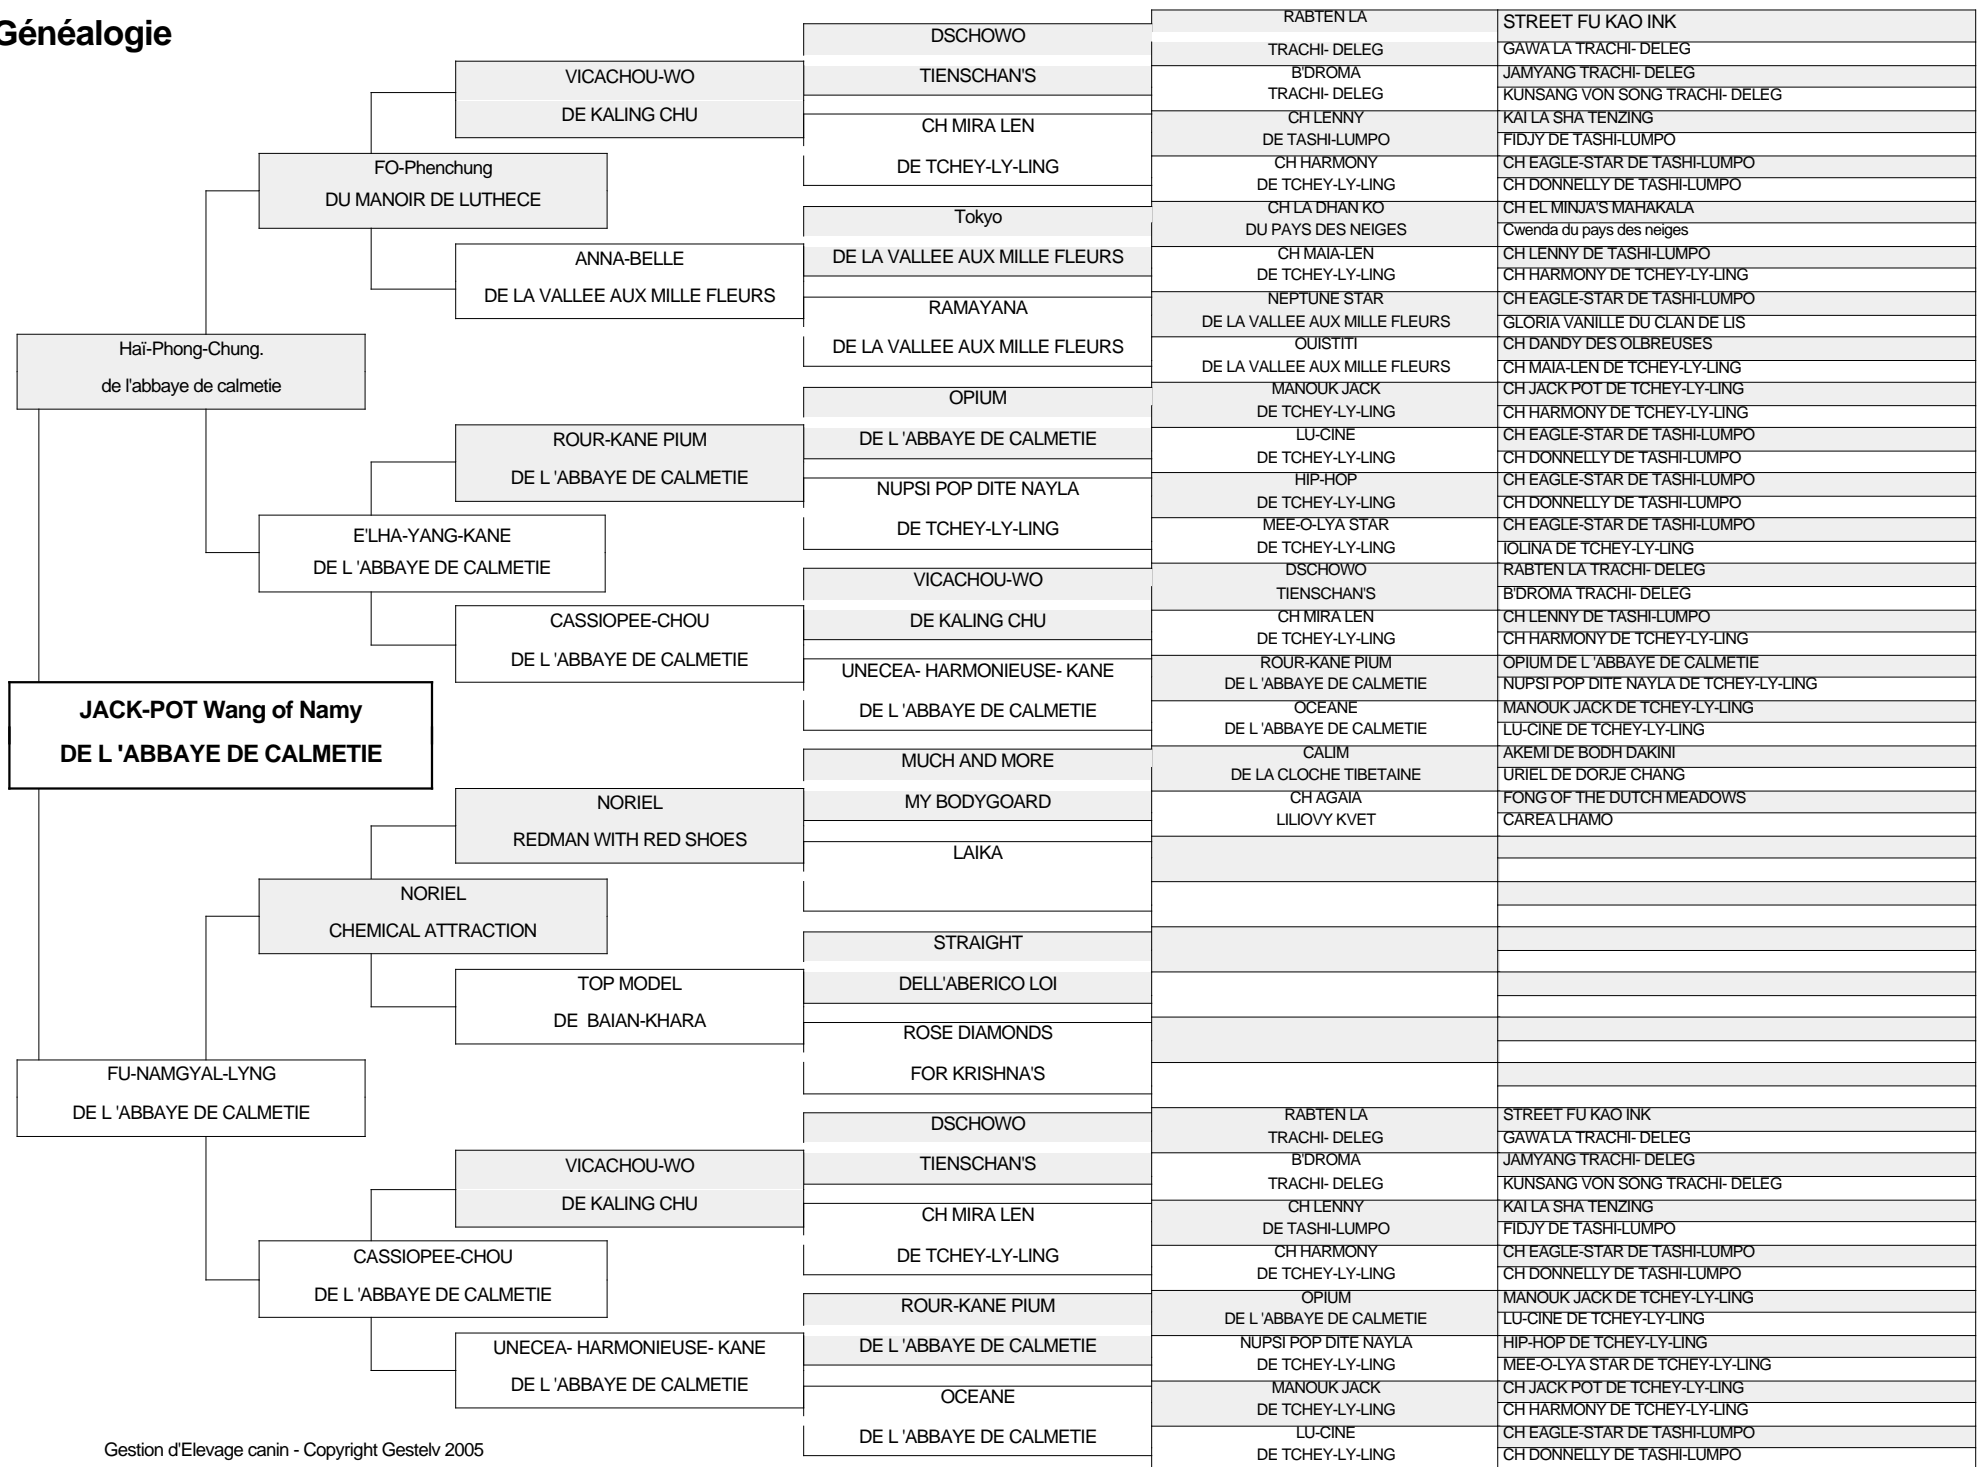 Généalogie
JACK-POT Wang of Namy
DE L 'ABBAYE DE CALMETIE
Haï-Phong-Chung.
de l'abbaye de calmetie
FU-NAMGYAL-LYNG
DE L 'ABBAYE DE CALMETIE
FO-Phenchung
DU MANOIR DE LUTHECE
E'LHA-YANG-KANE
DE L 'ABBAYE DE CALMETIE
NORIEL
CHEMICAL ATTRACTION
CASSIOPEE-CHOU
DE L 'ABBAYE DE CALMETIE
VICACHOU-WO
DE KALING CHU
ANNA-BELLE
DE LA VALLEE AUX MILLE FLEURS
ROUR-KANE PIUM
DE L 'ABBAYE DE CALMETIE
CASSIOPEE-CHOU
DE L 'ABBAYE DE CALMETIE
NORIEL
REDMAN WITH RED SHOES
TOP MODEL
DE BAIAN-KHARA
VICACHOU-WO
DE KALING CHU
UNECEA- HARMONIEUSE- KANE
DE L 'ABBAYE DE CALMETIE
DSCHOWO
TIENSCHAN'S
CH MIRA LEN
DE TCHEY-LY-LING
Tokyo
DE LA VALLEE AUX MILLE FLEURS
RAMAYANA
DE LA VALLEE AUX MILLE FLEURS
OPIUM
DE L 'ABBAYE DE CALMETIE
NUPSI POP DITE NAYLA
DE TCHEY-LY-LING
VICACHOU-WO
DE KALING CHU
UNECEA- HARMONIEUSE- KANE
DE L 'ABBAYE DE CALMETIE
MUCH AND MORE
MY BODYGOARD
LAIKA
STRAIGHT
DELL'ABERICO LOI
ROSE DIAMONDS
FOR KRISHNA'S
DSCHOWO
TIENSCHAN'S
CH MIRA LEN
DE TCHEY-LY-LING
ROUR-KANE PIUM
DE L 'ABBAYE DE CALMETIE
OCEANE
DE L 'ABBAYE DE CALMETIE
RABTEN LA
TRACHI- DELEG
B'DROMA
TRACHI- DELEG
CH LENNY
DE TASHI-LUMPO
CH HARMONY
DE TCHEY-LY-LING
CH LA DHAN KO
DU PAYS DES NEIGES
CH MAIA-LEN
DE TCHEY-LY-LING
NEPTUNE STAR
DE LA VALLEE AUX MILLE FLEURS
OUISTITI
DE LA VALLEE AUX MILLE FLEURS
MANOUK JACK
DE TCHEY-LY-LING
LU-CINE
DE TCHEY-LY-LING
HIP-HOP
DE TCHEY-LY-LING
MEE-O-LYA STAR
DE TCHEY-LY-LING
DSCHOWO
TIENSCHAN'S
CH MIRA LEN
DE TCHEY-LY-LING
ROUR-KANE PIUM
DE L 'ABBAYE DE CALMETIE
OCEANE
DE L 'ABBAYE DE CALMETIE
CALIM
DE LA CLOCHE TIBETAINE
CH AGAIA
LILIOVY KVET
RABTEN LA
TRACHI- DELEG
B'DROMA
TRACHI- DELEG
CH LENNY
DE TASHI-LUMPO
CH HARMONY
DE TCHEY-LY-LING
OPIUM
DE L 'ABBAYE DE CALMETIE
NUPSI POP DITE NAYLA
DE TCHEY-LY-LING
MANOUK JACK
DE TCHEY-LY-LING
LU-CINE
DE TCHEY-LY-LING
STREET FU KAO INK
GAWA LA TRACHI- DELEG
JAMYANG TRACHI- DELEG
KUNSANG VON SONG TRACHI- DELEG
KAI LA SHA TENZING
FIDJY DE TASHI-LUMPO
CH EAGLE-STAR DE TASHI-LUMPO
CH DONNELLY DE TASHI-LUMPO
CH EL MINJA'S MAHAKALA
Cwenda du pays des neiges
CH LENNY DE TASHI-LUMPO
CH HARMONY DE TCHEY-LY-LING
CH EAGLE-STAR DE TASHI-LUMPO
GLORIA VANILLE DU CLAN DE LIS
CH DANDY DES OLBREUSES
CH MAIA-LEN DE TCHEY-LY-LING
CH JACK POT DE TCHEY-LY-LING
CH HARMONY DE TCHEY-LY-LING
CH EAGLE-STAR DE TASHI-LUMPO
CH DONNELLY DE TASHI-LUMPO
CH EAGLE-STAR DE TASHI-LUMPO
CH DONNELLY DE TASHI-LUMPO
CH EAGLE-STAR DE TASHI-LUMPO
IOLINA DE TCHEY-LY-LING
RABTEN LA TRACHI- DELEG
B'DROMA TRACHI- DELEG
CH LENNY DE TASHI-LUMPO
CH HARMONY DE TCHEY-LY-LING
OPIUM DE L 'ABBAYE DE CALMETIE
NUPSI POP DITE NAYLA DE TCHEY-LY-LING
MANOUK JACK DE TCHEY-LY-LING
LU-CINE DE TCHEY-LY-LING
AKEMI DE BODH DAKINI
URIEL DE DORJE CHANG
FONG OF THE DUTCH MEADOWS
CAREA LHAMO
STREET FU KAO INK
GAWA LA TRACHI- DELEG
JAMYANG TRACHI- DELEG
KUNSANG VON SONG TRACHI- DELEG
KAI LA SHA TENZING
FIDJY DE TASHI-LUMPO
CH EAGLE-STAR DE TASHI-LUMPO
CH DONNELLY DE TASHI-LUMPO
MANOUK JACK DE TCHEY-LY-LING
LU-CINE DE TCHEY-LY-LING
HIP-HOP DE TCHEY-LY-LING
MEE-O-LYA STAR DE TCHEY-LY-LING
CH JACK POT DE TCHEY-LY-LING
CH HARMONY DE TCHEY-LY-LING
CH EAGLE-STAR DE TASHI-LUMPO
CH DONNELLY DE TASHI-LUMPO
Gestion d'Elevage canin - Copyright Gestelv 2005